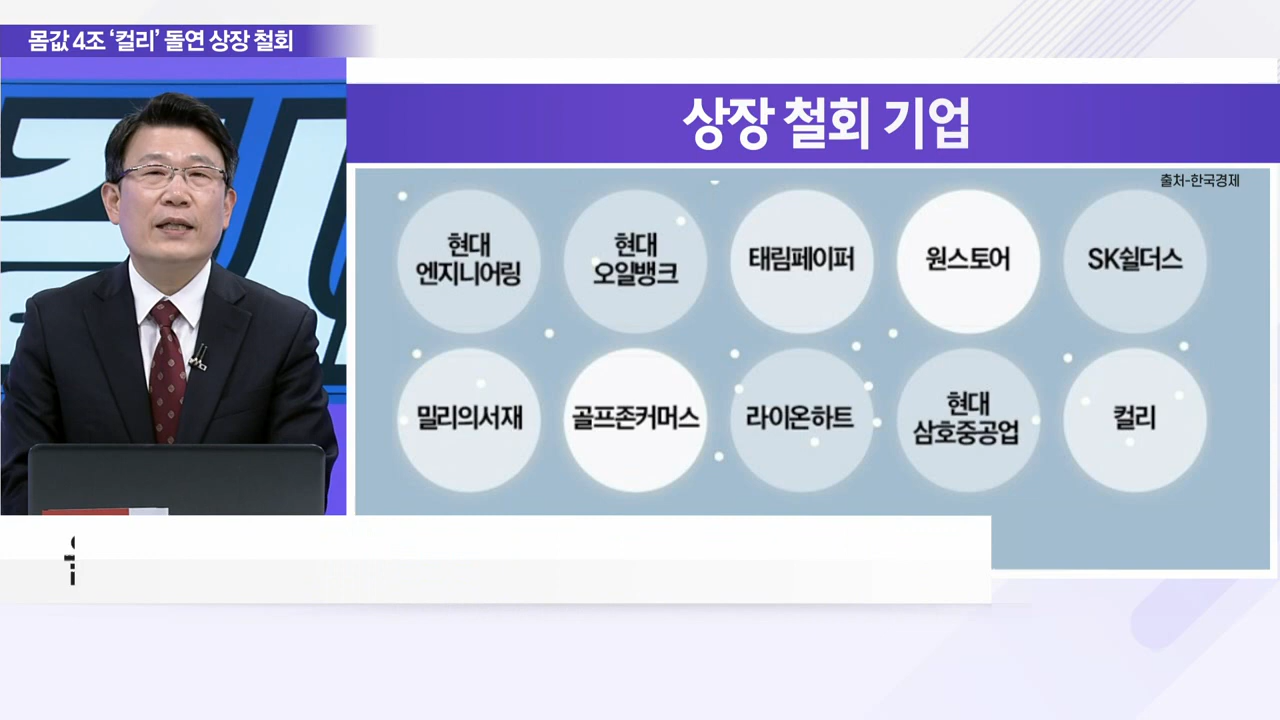 몸값 4조 ‘컬리’ 돌연 상장 철회
상장 철회 기업
출처-한국경제
현대
엔지니어링
현대
오일뱅크
태림페이퍼
원스토어
SK쉴더스
밀리의서재
골프존커머스
라이온하트
현대
삼호중공업
컬리